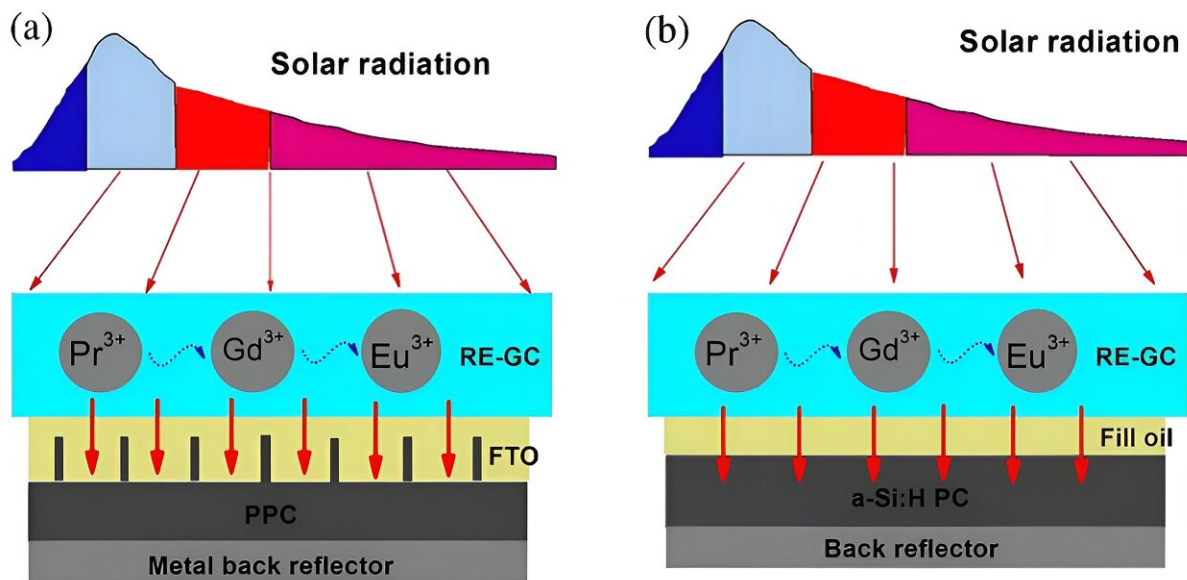 (a)
Solar radiation
Pr³⁺ Gd³⁺ Eu³⁺ RE-GC
FTO
PPC
Metal back reflector
(b)
Solar radiation
Pr³⁺ Gd³⁺ Eu³⁺ RE-GC
Fill oil
a-Si:H PC
Back reflector